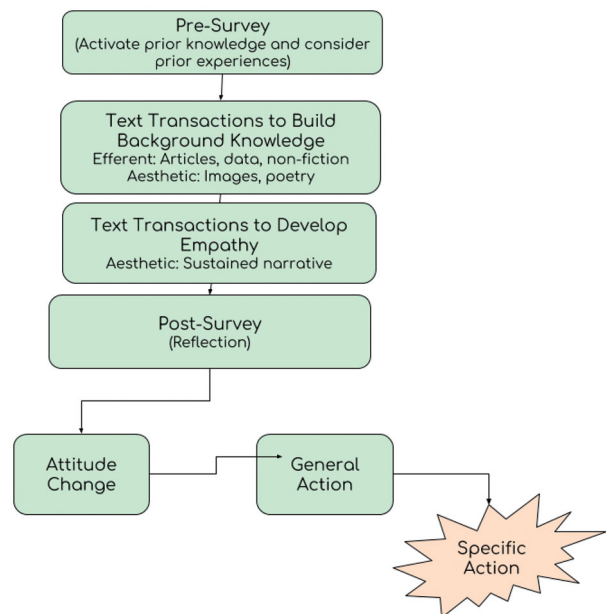 Pre-Survey
(Activate prior knowledge and consider
prior experiences)
Text Transactions to Build
Background Knowledge
Efferent: Articles, data, non-fiction
Aesthetic: Images, poetry
Text Transactions to Develop
Empathy
Aesthetic: Sustained narrative
Post-Survey
(Reflection)
Attitude
Change
General
Action
Specific
Action